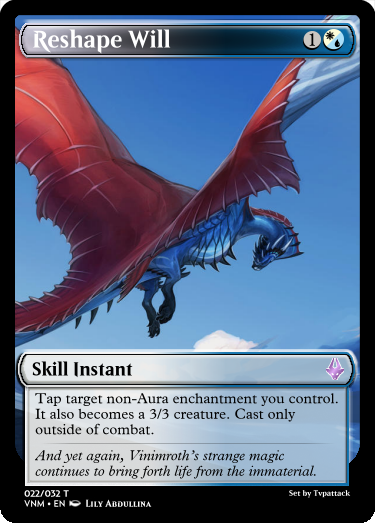 Reshape Will 1
Skill Instant
Tap target non-Aura enchantment you control.
It also becomes a 3/3 creature. Cast only
outside of combat.
And yet again, Vinimroth's strange magic
continues to bring forth life from the immaterial.
022/032 T
Set by Tvpattack
VNM • EN Lily Abdullina